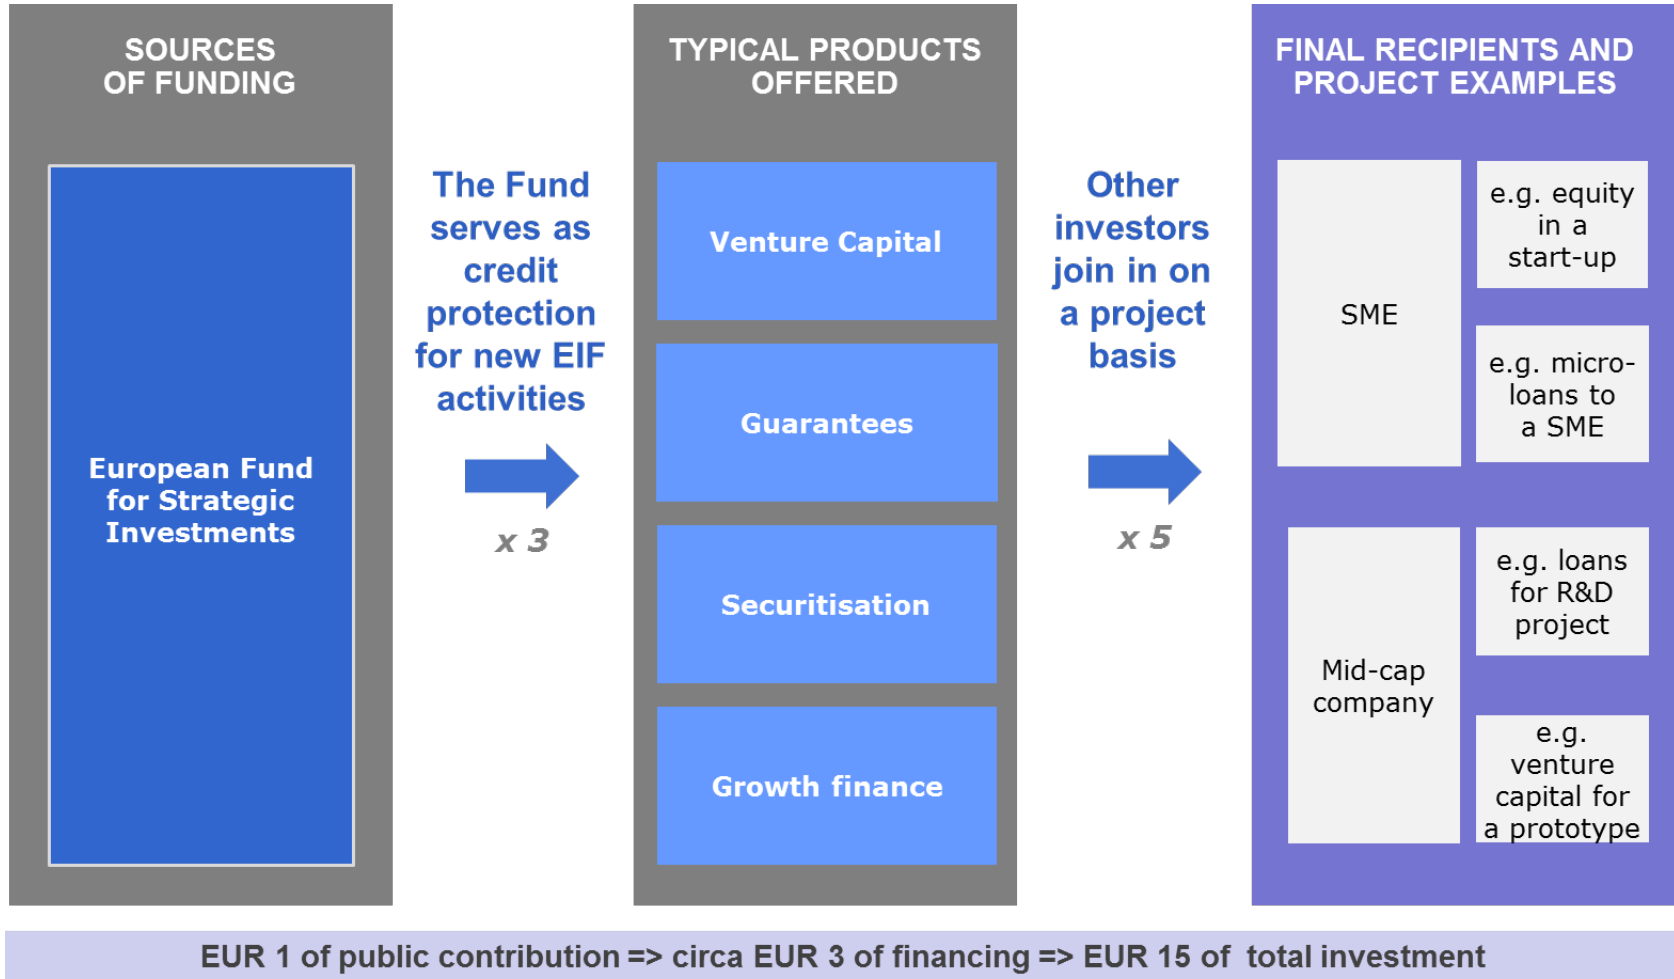 SOURCES
OF FUNDING
European Fund
for Strategic
Investments
The Fund
serves as
credit
protection
for new EIF
activities
x 3
TYPICAL PRODUCTS
OFFERED
Venture Capital
Guarantees
Securitisation
Growth finance
Other
investors
join in on
a project
basis
x 5
FINAL RECIPIENTS AND
PROJECT EXAMPLES
SME
e.g. equity
in a
start-up
e.g. micro-
loans to
a SME
Mid-cap
company
e.g. loans
for R&D
project
e.g.
venture
capital for
a prototype
EUR 1 of public contribution => circa EUR 3 of financing => EUR 15 of total investment